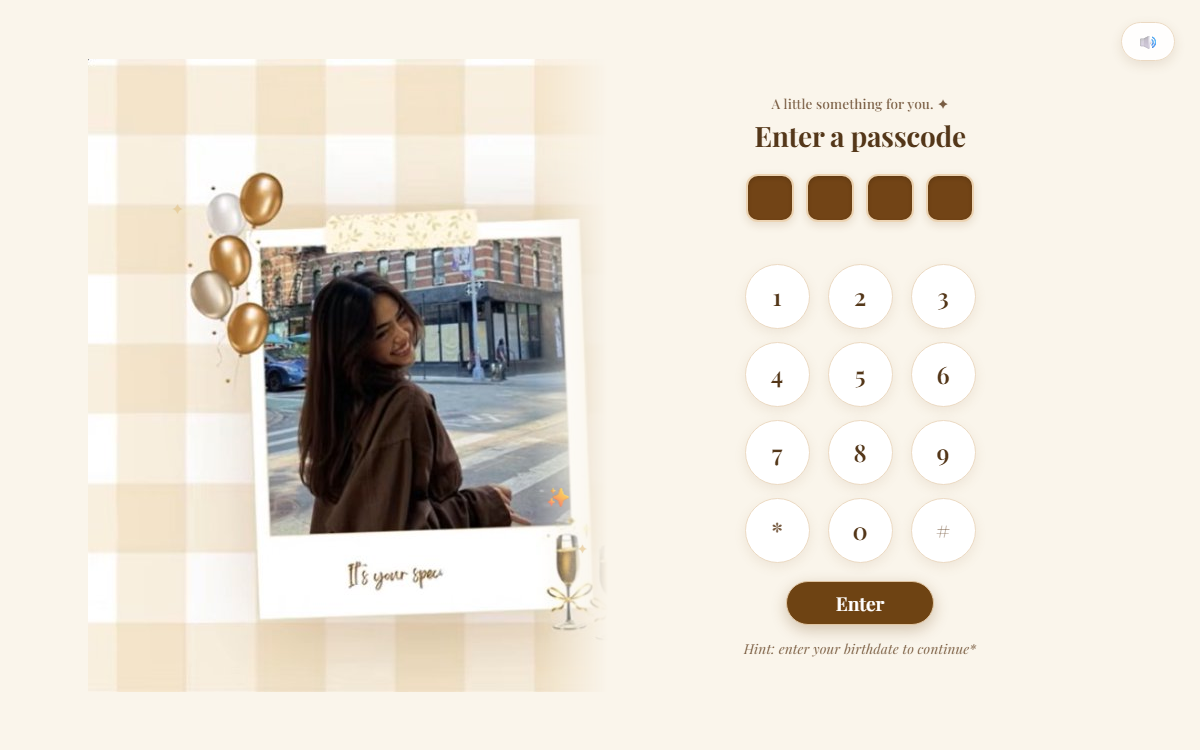 A little something for you. ✦
Enter a passcode
1 2 3
4 5 6
7 8 9
* 0 #
Enter
Hint: enter your birthdate to continue*
It's your